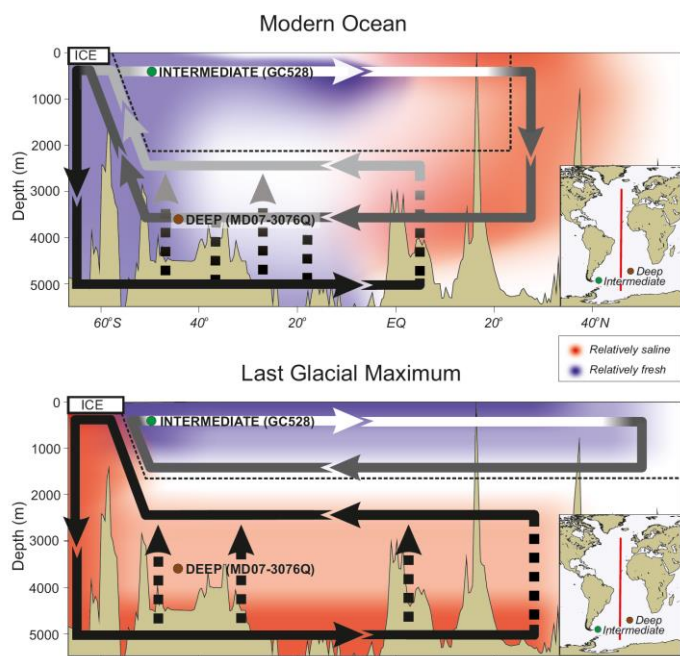 Modern Ocean
ICE
INTERMEDIATE (GC528)
DEEP (MD07-3076Q)
0
1000
2000
3000
4000
5000
Depth (m)
60°S
40°
20°
EQ
20°
40°N
Deep
Intermediate
Relatively saline
Relatively fresh
Last Glacial Maximum
ICE
INTERMEDIATE (GC528)
DEEP (MD07-3076Q)
0
1000
2000
3000
4000
5000
Depth (m)
Deep
Intermediate